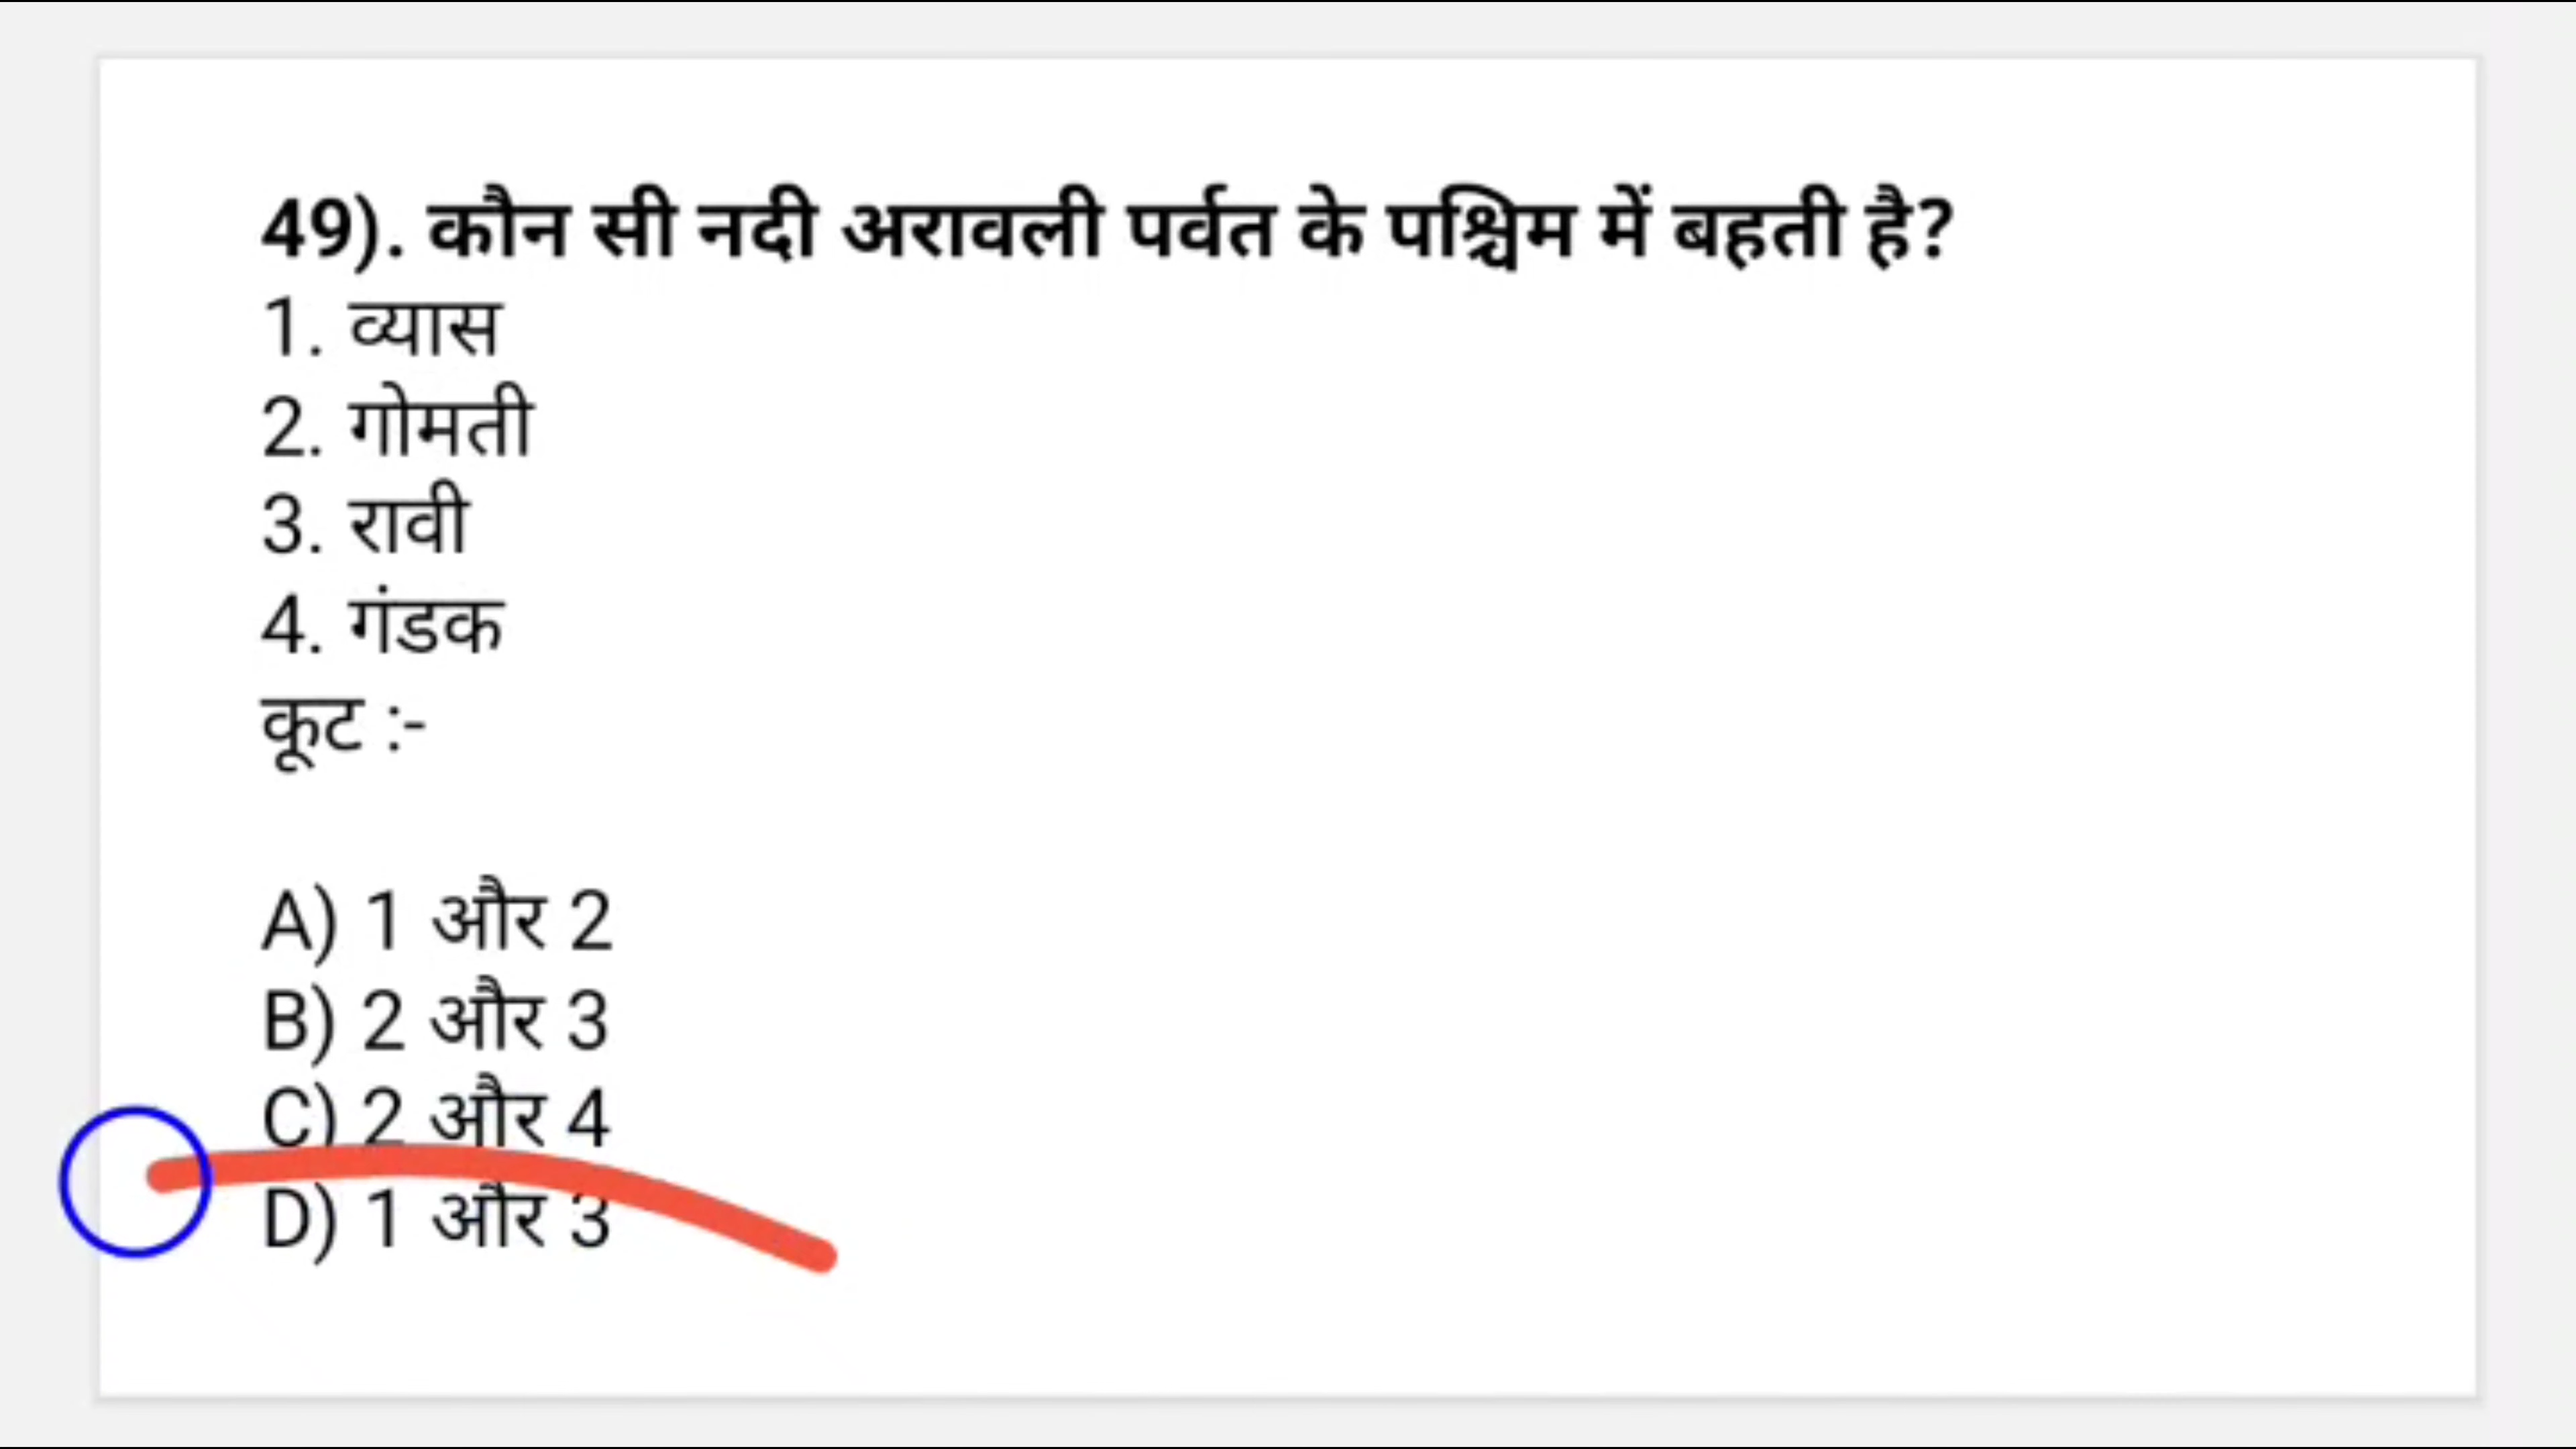 49). कौन सी नदी अरावली पर्वत के पश्चिम में बहती है?
1. व्यास
2. गोमती
3. रावी
4. गंडक
कूट :-
A) 1 और 2
B) 2 और 3
C) 2 और 4
D) 1 और 3